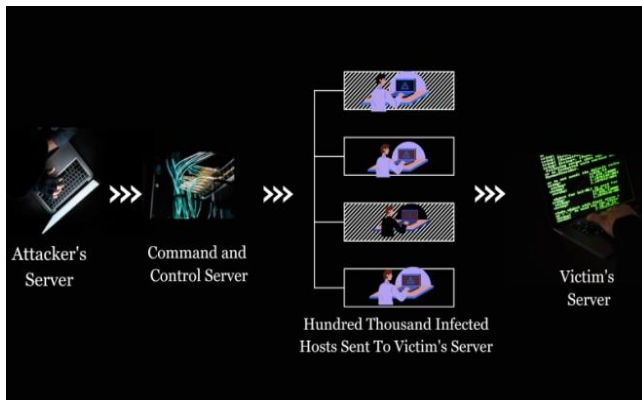 Attacker's
Server
Command and
Control Server
Hundred Thousand Infected
Hosts Sent To Victim's Server
Victim's
Server